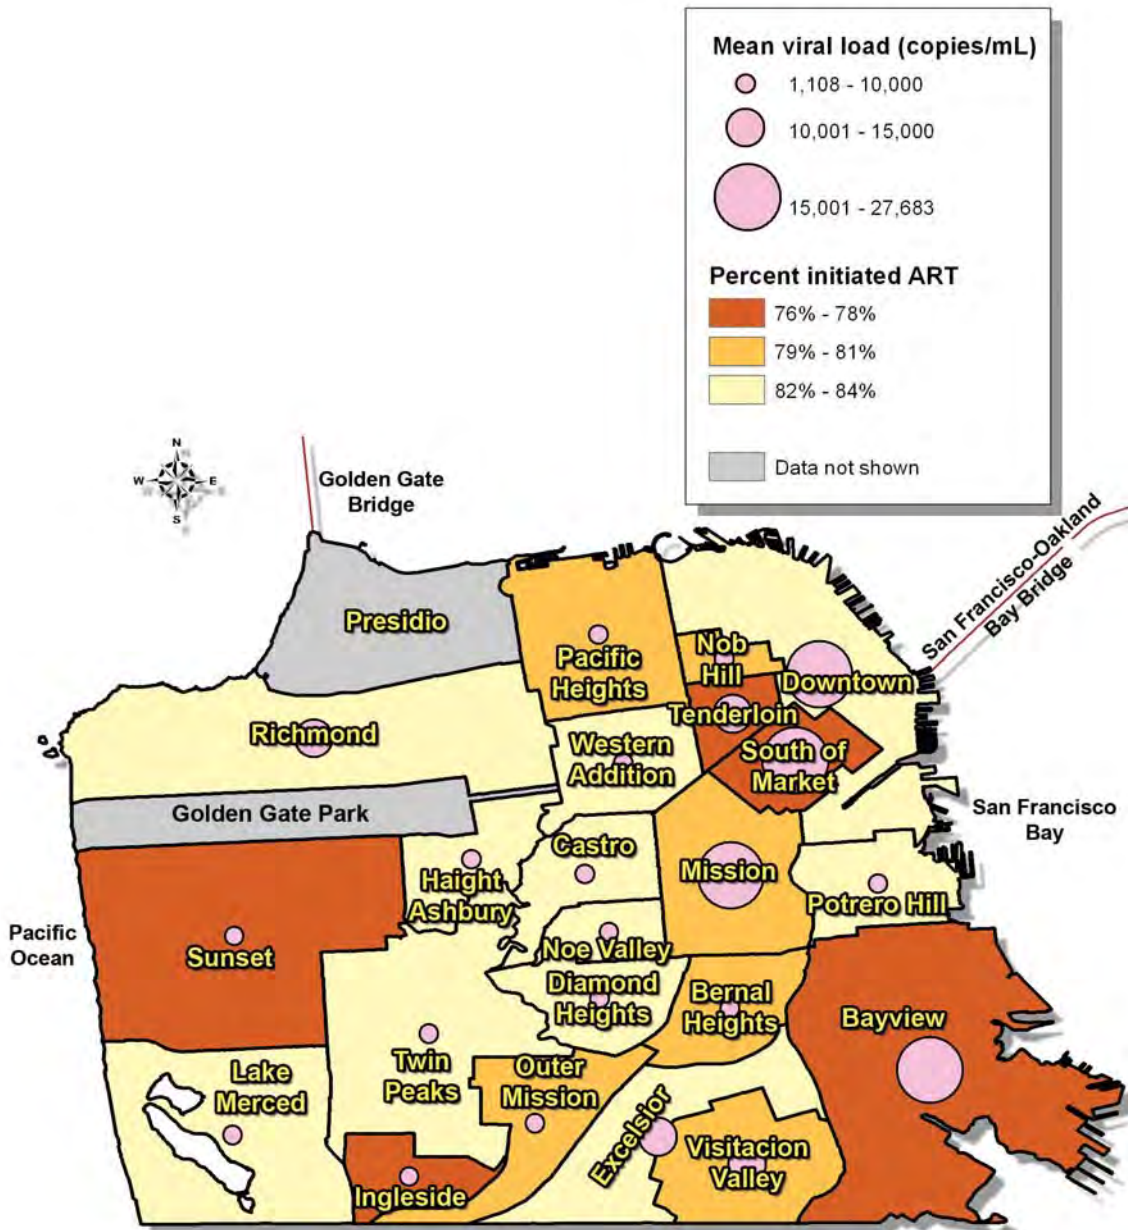 Mean viral load (copies/mL)
1,108 - 10,000
10,001 - 15,000
15,001 - 27,683
Percent initiated ART
76% - 78%
79% - 81%
82% - 84%
Data not shown
N
W
E
S
Golden Gate
Bridge
San Francisco-Oakland
Bay Bridge
Presidio
Pacific
Heights
Nob
Hill
Downtown
Richmond
Tenderloin
Western
Addition
South of
Market
Golden Gate Park
San Francisco
Bay
Castro
Mission
Haight
Ashbury
Potrero Hill
Pacific
Ocean
Sunset
Noe Valley
Diamond
Heights
Bernal
Heights
Bayview
Twin
Peaks
Outer
Mission
Lake
Merced
Excelsior
Visitacion
Valley
Ingleside